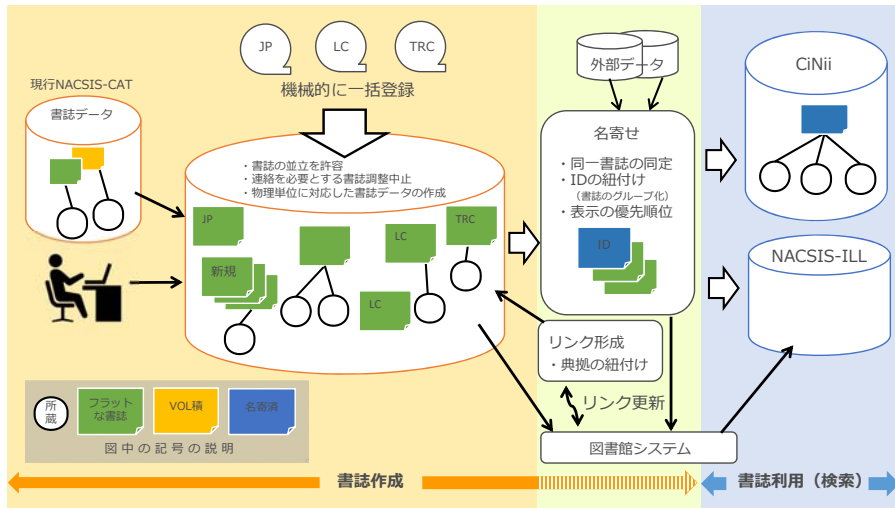 JP
LC
TRC
機械的に一括登録
現行NACSIS-CAT
書誌データ
・書誌の並立を許容
・連絡を必要とする書誌調整中止
・物理単位に対応した書誌データの作成
JP
新規
LC
LC
TRC
外部データ
名寄せ
・同一書誌の同定
・IDの紐付け
（書誌のグループ化）
・表示の優先順位
ID
リンク形成
・典拠の紐付け
リンク更新
図書館システム
CiNii
NACSIS-ILL
所
蔵
フラット
な書誌
VOL積
名寄済
図中の記号の説明
書誌作成
書誌利用（検索）